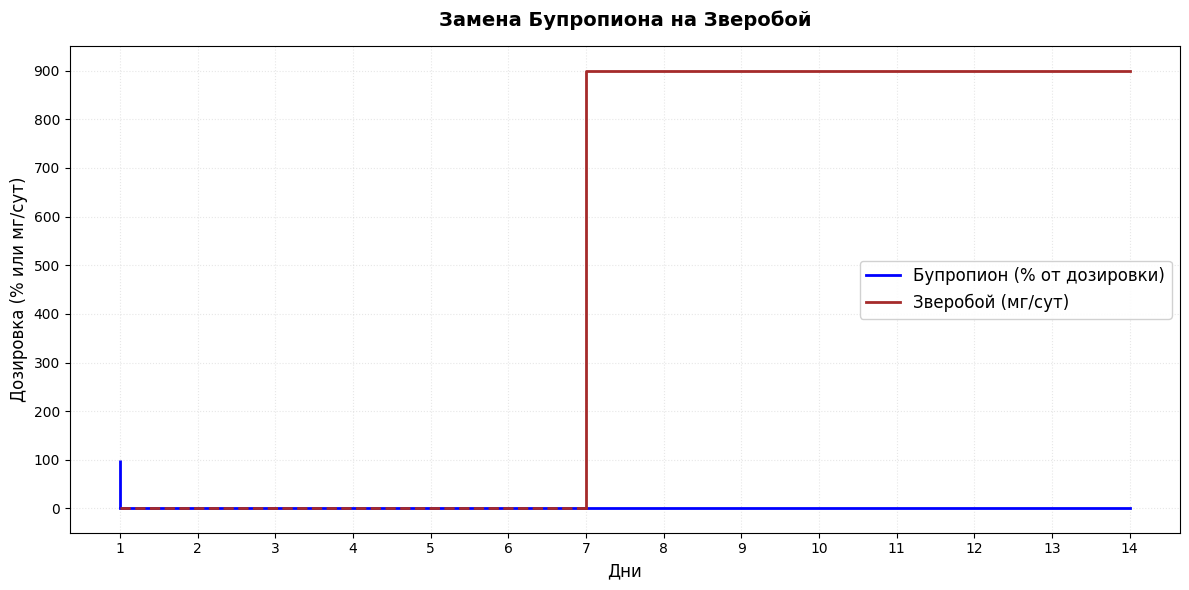 Замена Бупропиона на Зверобой
Дозировка (% или мг/сут)
900
800
700
600
500
400
300
200
100
0
Бупропион (% от дозировки)
Зверобой (мг/сут)
1 2 3 4 5 6 7 8 9 10 11 12 13 14
Дни